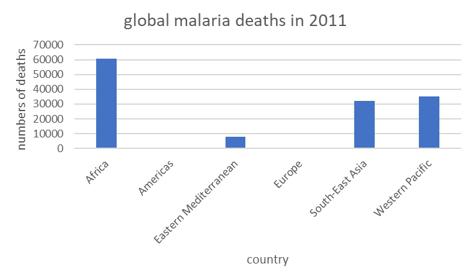 global malaria deaths in 2011
numbers of deaths
70000
60000
50000
40000
30000
20000
10000
0
Africa
Americas
Eastern Mediterranean
Europe
South-East Asia
Western Pacific
country